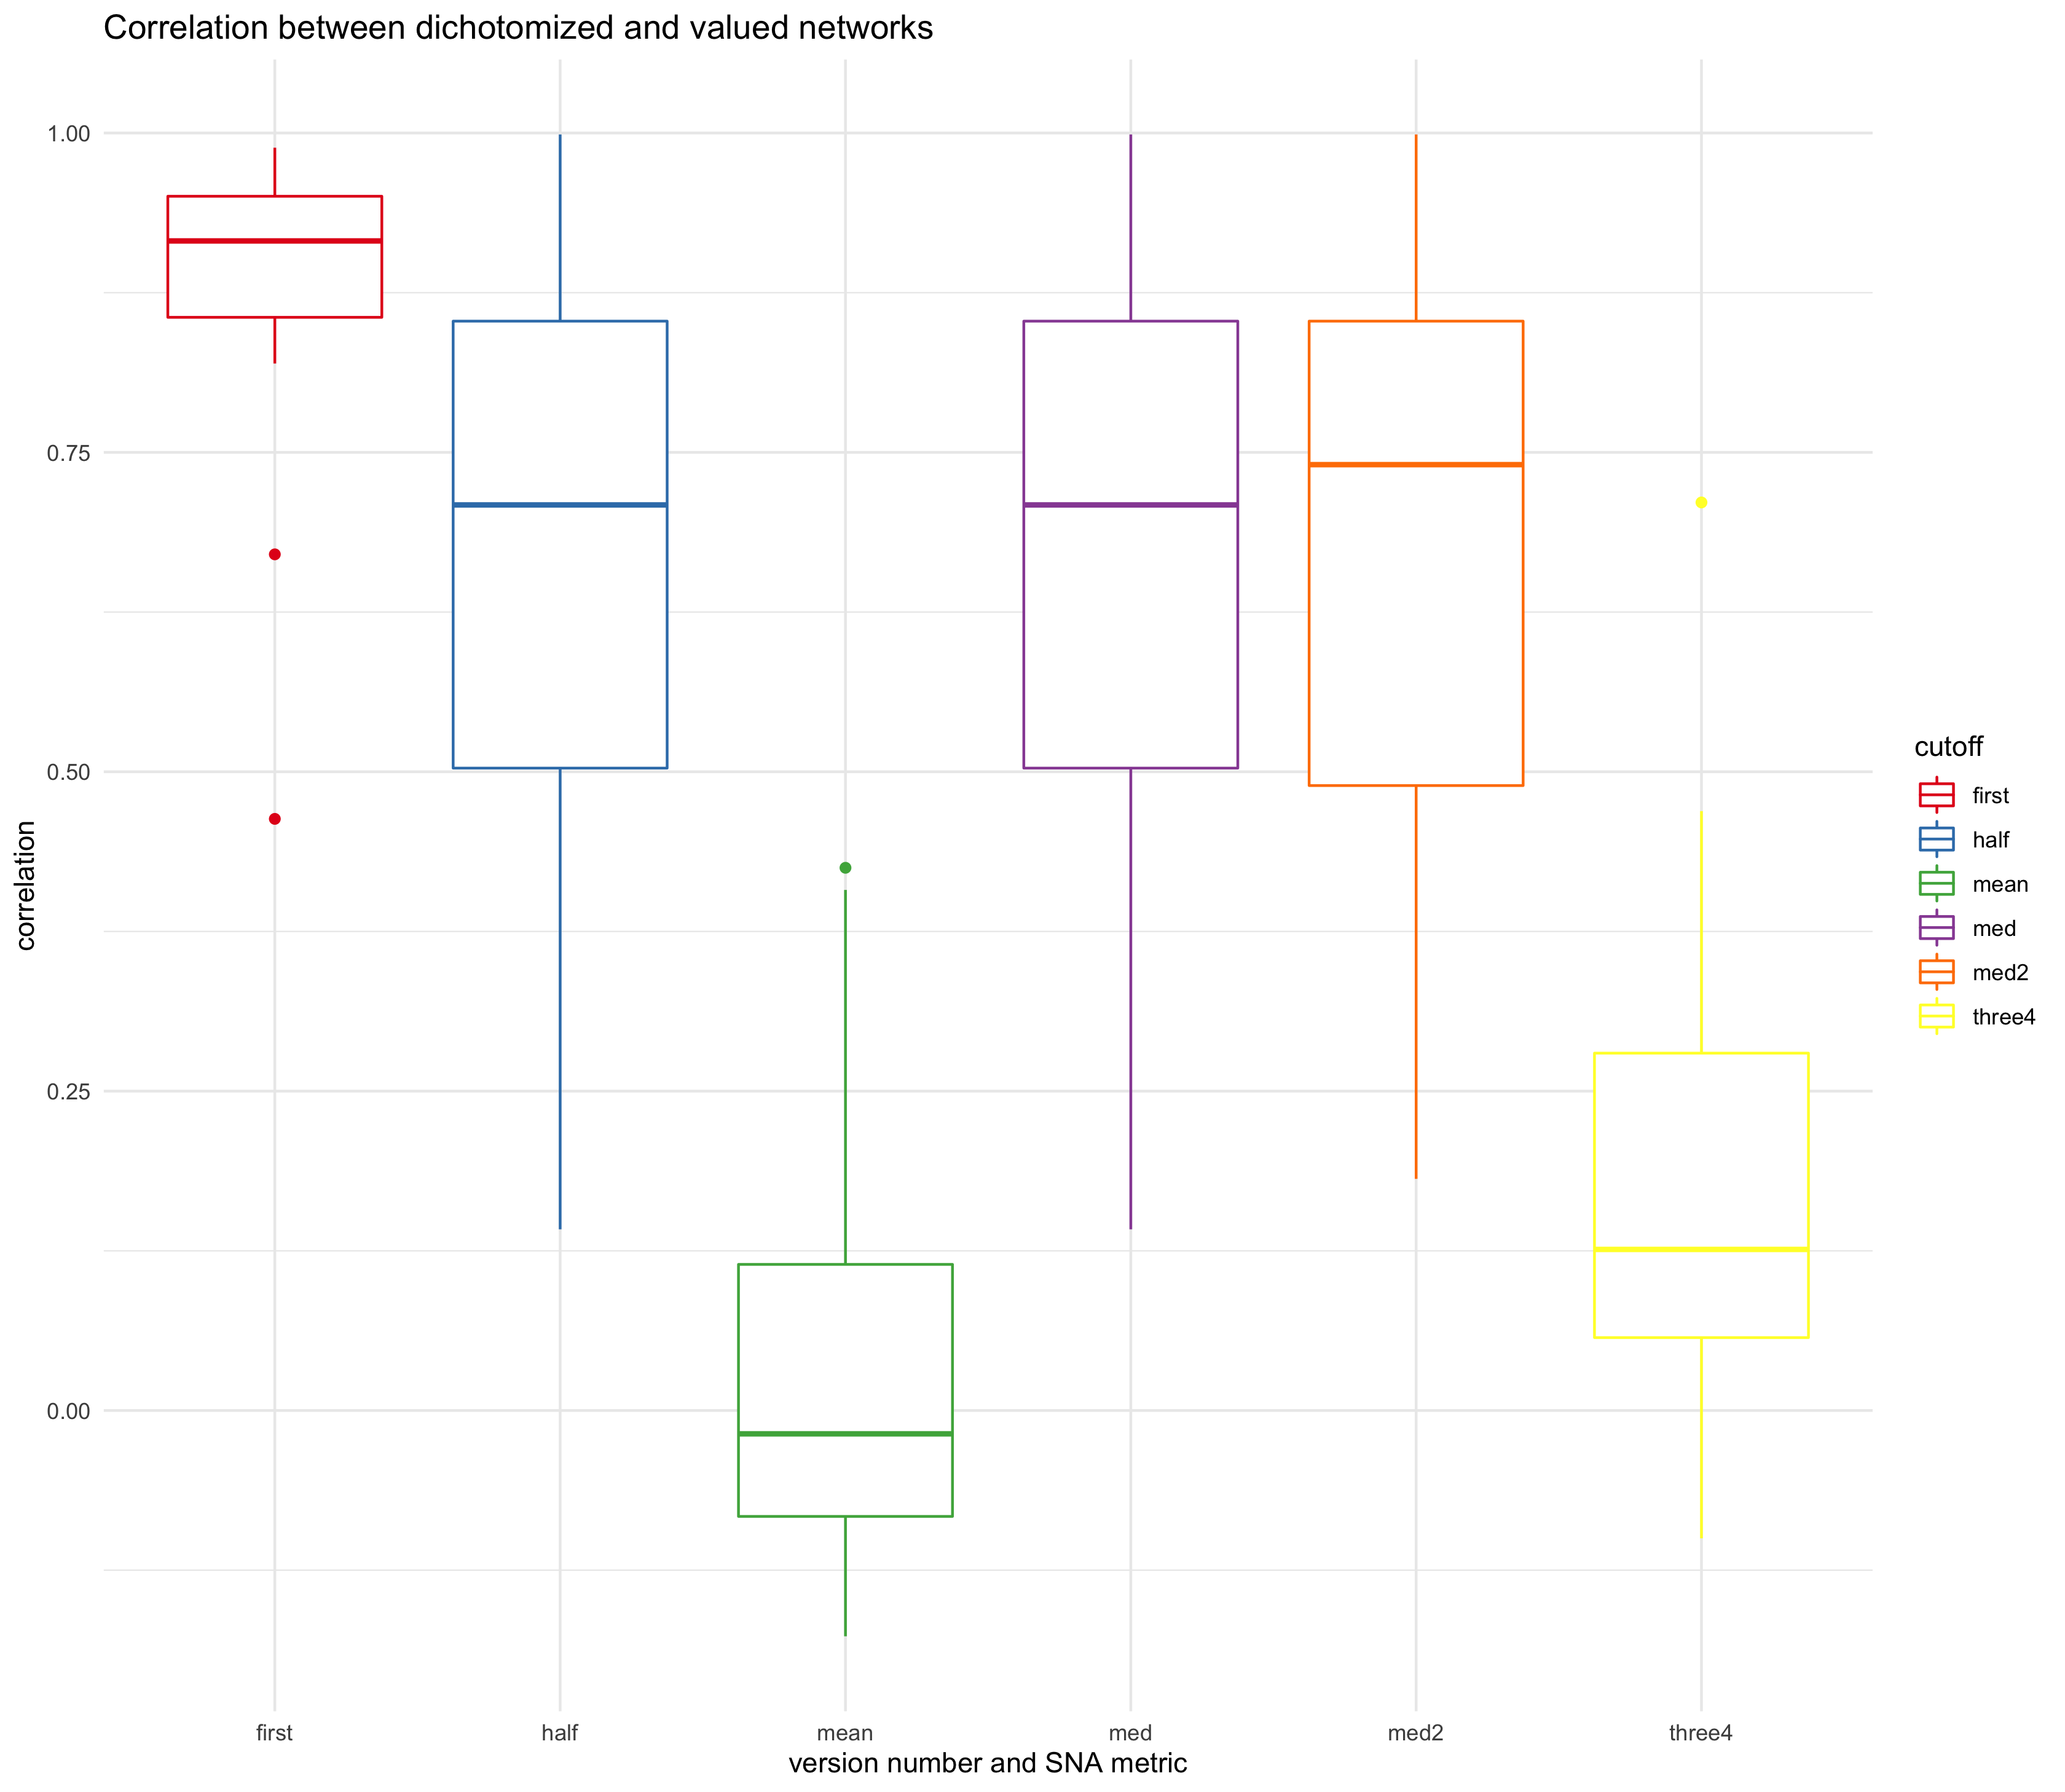 Correlation between dichotomized and valued networks
1.00
0.75
0.50
0.25
0.00
correlation
first half mean med med2 three4
version number and SNA metric
cutoff
first
half
mean
med
med2
three4